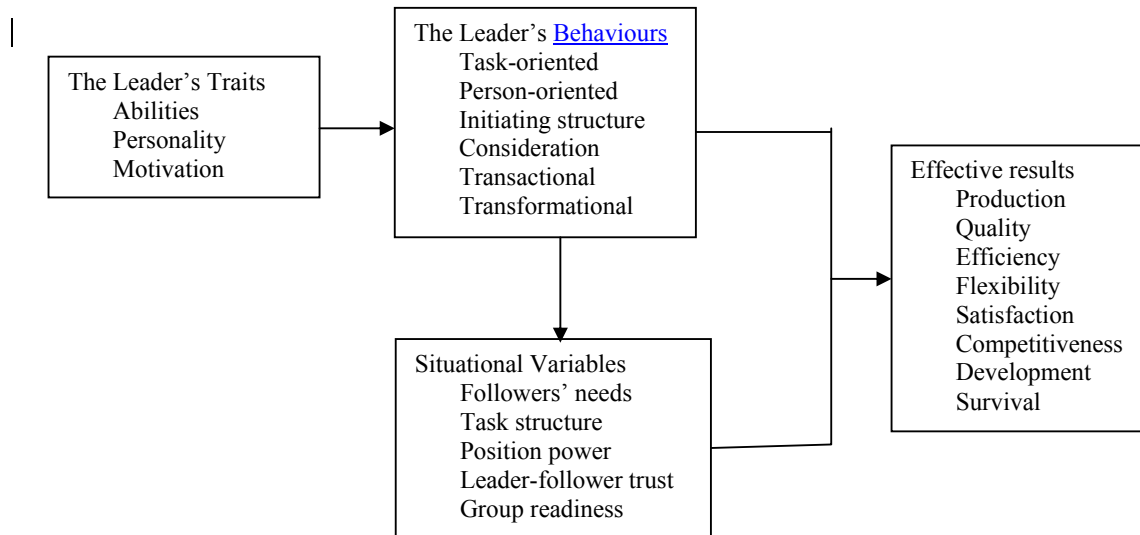 The Leader's Traits
Abilities
Personality
Motivation
The Leader's Behaviours
Task-oriented
Person-oriented
Initiating structure
Consideration
Transactional
Transformational
Situational Variables
Followers' needs
Task structure
Position power
Leader-follower trust
Group readiness
Effective results
Production
Quality
Efficiency
Flexibility
Satisfaction
Competitiveness
Development
Survival